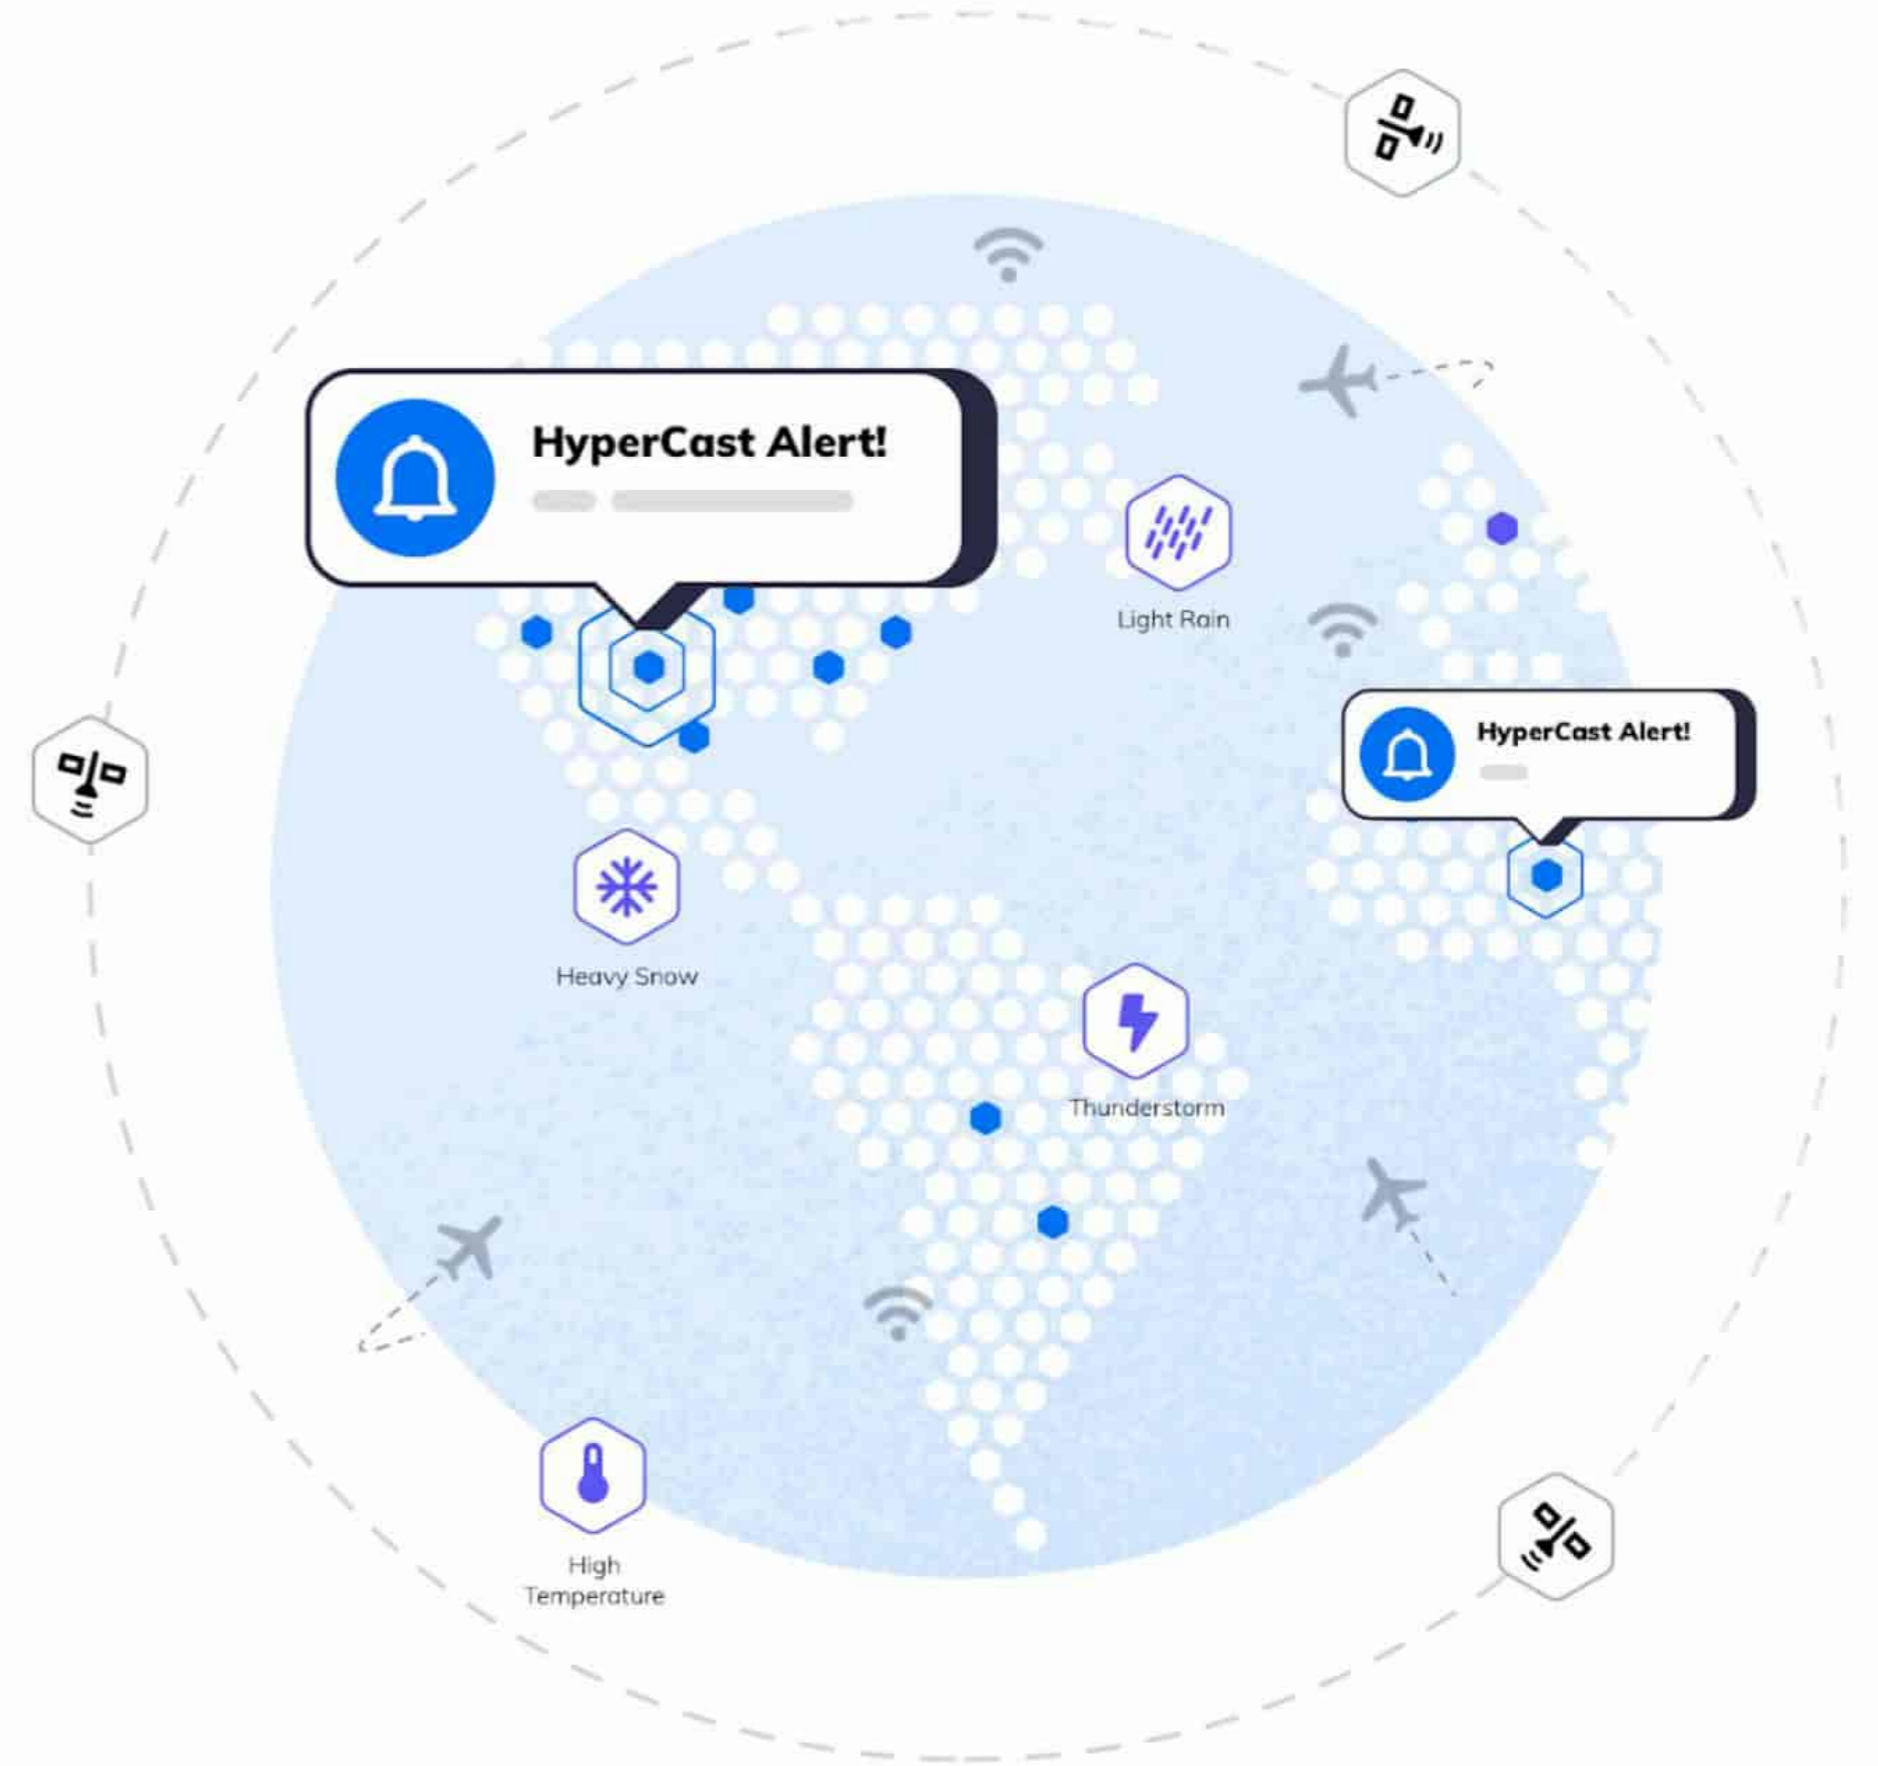 HyperCast Alert!
Light Rain
HyperCast Alert!
Heavy Snow
Thunderstorm
High
Temperature